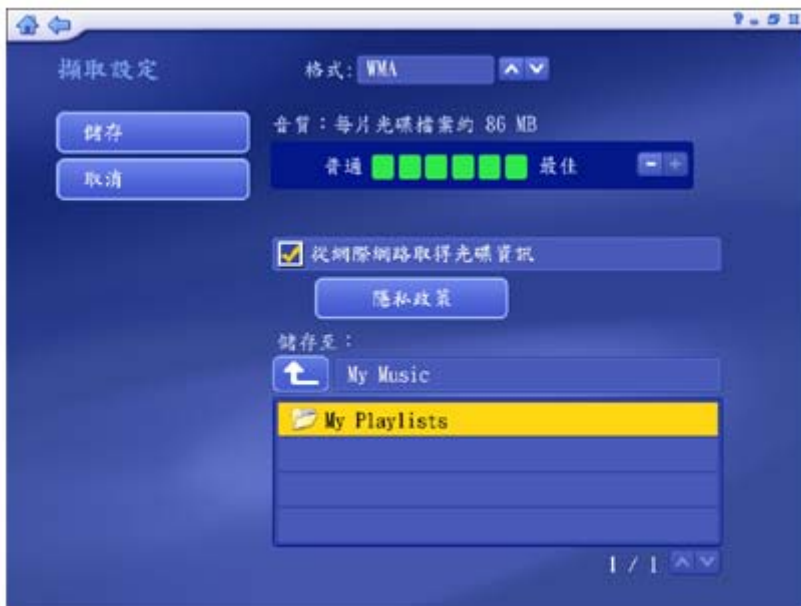 擷取設定
格式: WMA
儲存
取消
音質：每片光碟檔案約 86 MB
普通
最佳
從網際網路取得光碟資訊
隱私政策
儲存至：
My Music
My Playlists
1 / 1